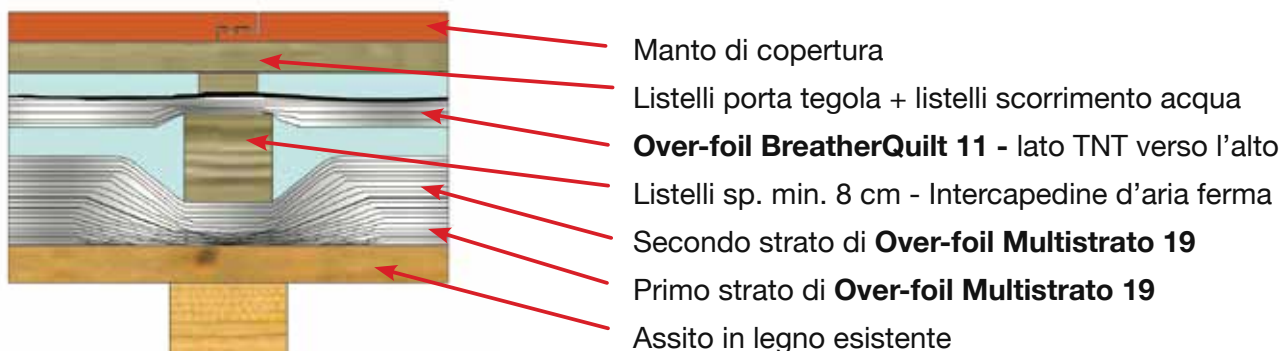 Manto di copertura
Listelli porta tegola + listelli scorrimento acqua
Over-foil BreatherQuilt 11 - lato TNT verso l'alto
Listelli sp. min. 8 cm - Intercapedine d'aria ferma
Secondo strato di Over-foil Multistrato 19
Primo strato di Over-foil Multistrato 19
Assito in legno esistente